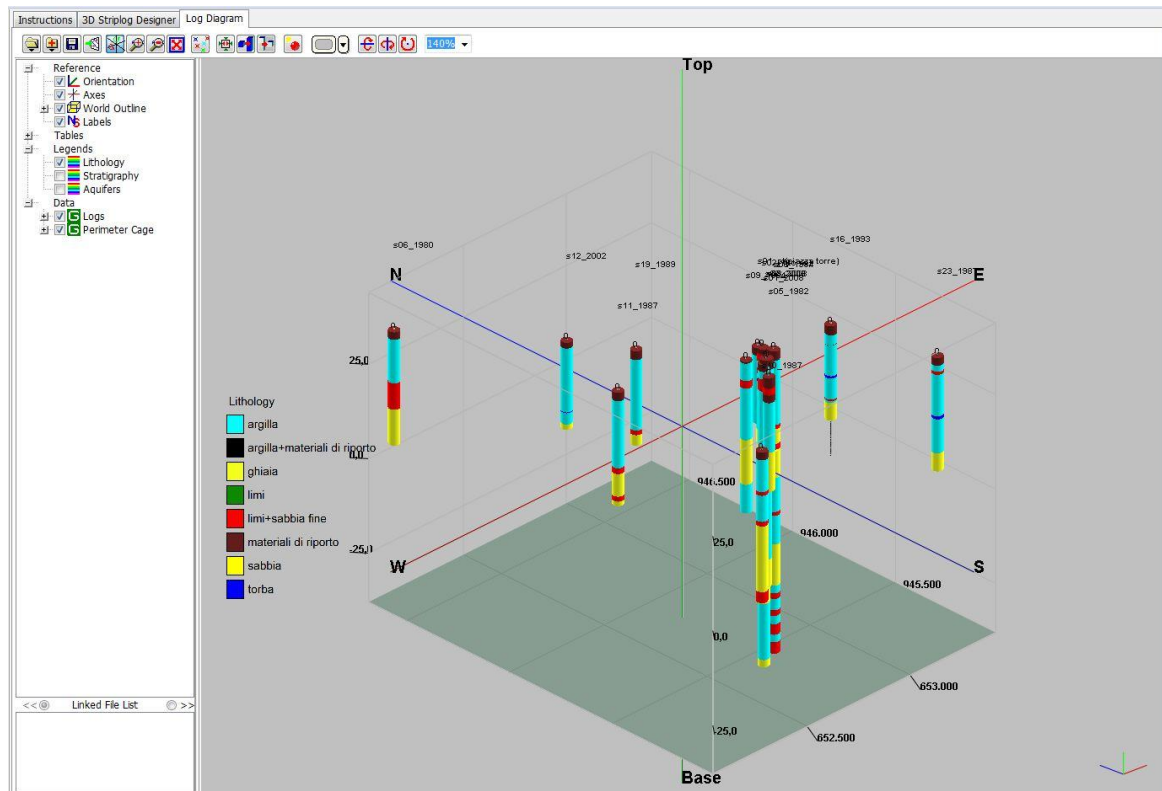 Instructions
3D Striplog Designer
Log Diagram
140%
Reference
Orientation
Axes
World Outline
Labels
Tables
Legends
Lithology
Stratigraphy
Aquifers
Data
Logs
Perimeter Cage
<< Linked File List >>
Top
s06_1980
s12_2002
s19_1989
s11_1987
s16_1993
s05_1982
N
E
25,0
0,0
-25,0
W
S
Lithology
argilla
argilla+materiali di riporto
ghiaia
limi
limi+sabbia fine
materiali di riporto
sabbia
torba
946.500
946.000
945.500
25,0
0,0
-25,0
653.000
652.500
Base